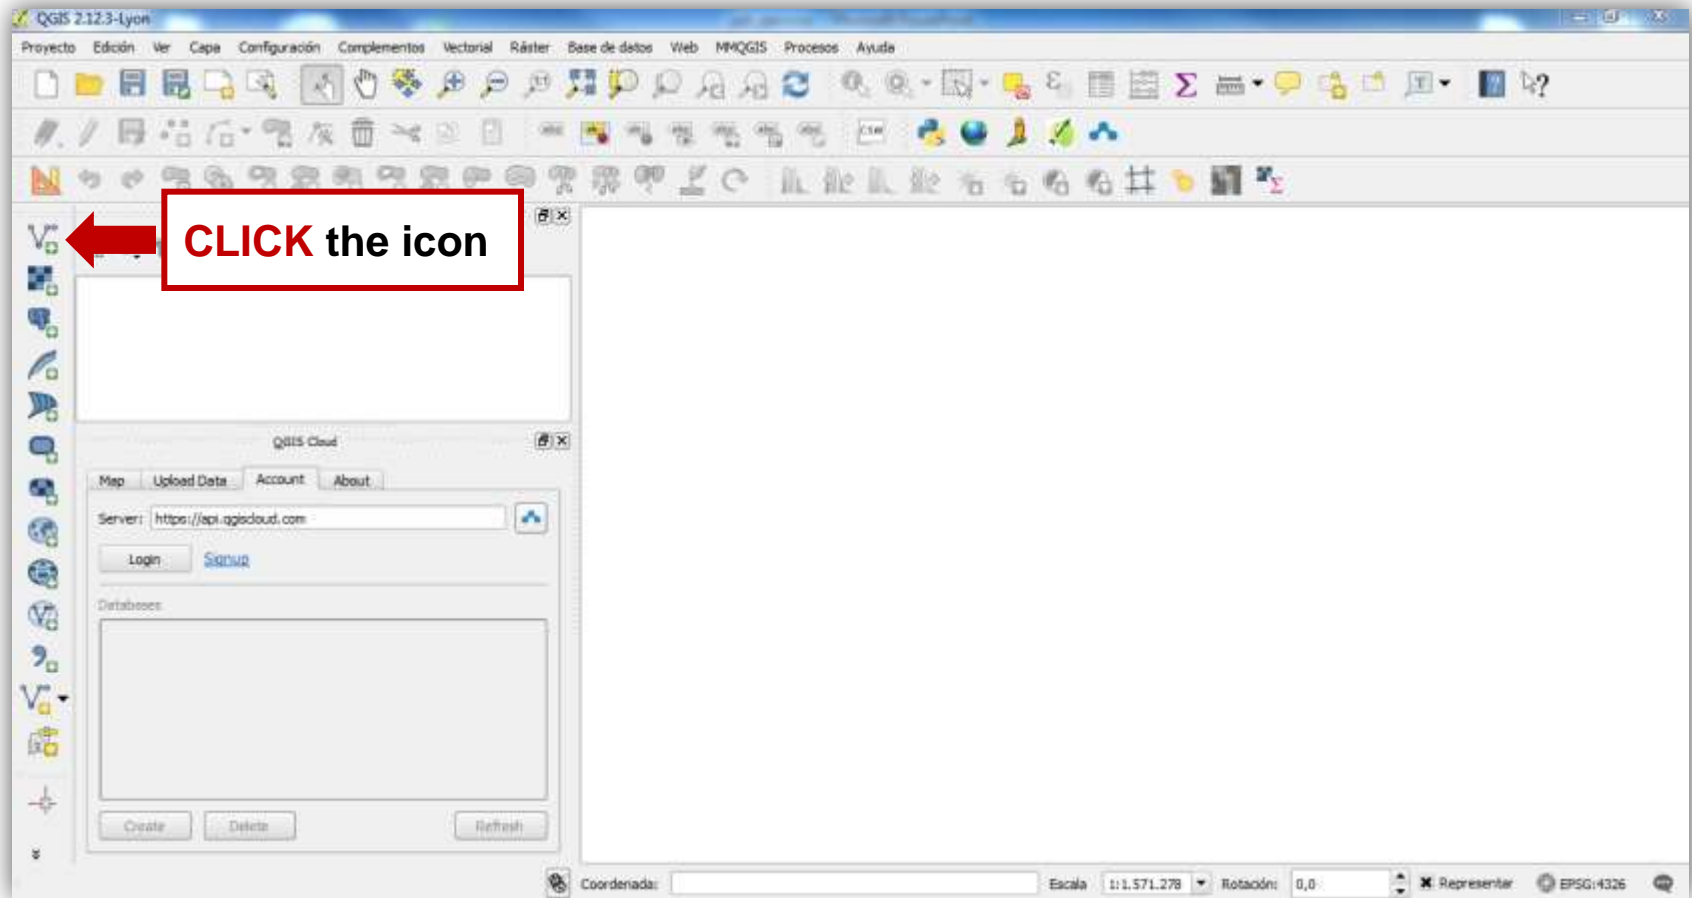 QGIS 2.12.3-Lyon
Proyecto Edición Ver Capa Configuración Complementos Vectorial Ráster Base de datos Web MMQGIS Procesos Ayuda
CSW
CLICK the icon
QGIS Cloud
Map Upload Data Account About
Server: https://api.qgiscloud.com
Login Signup
Databases
Create Delete Refresh
Coordenada: Escala 1:1.571.278 Rotación: 0,0 Representar EPSG:4326